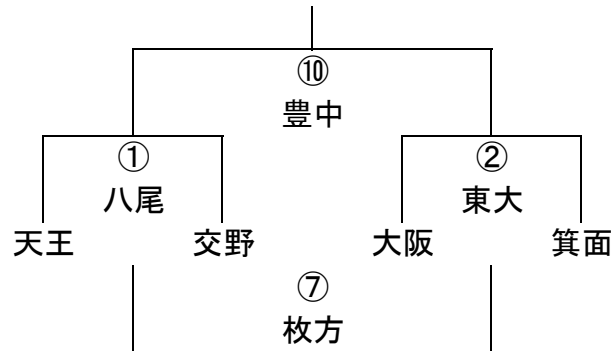 ⑩
豊中
① ②
八尾 東大
天王 交野 大阪 箕面
⑦
枚方